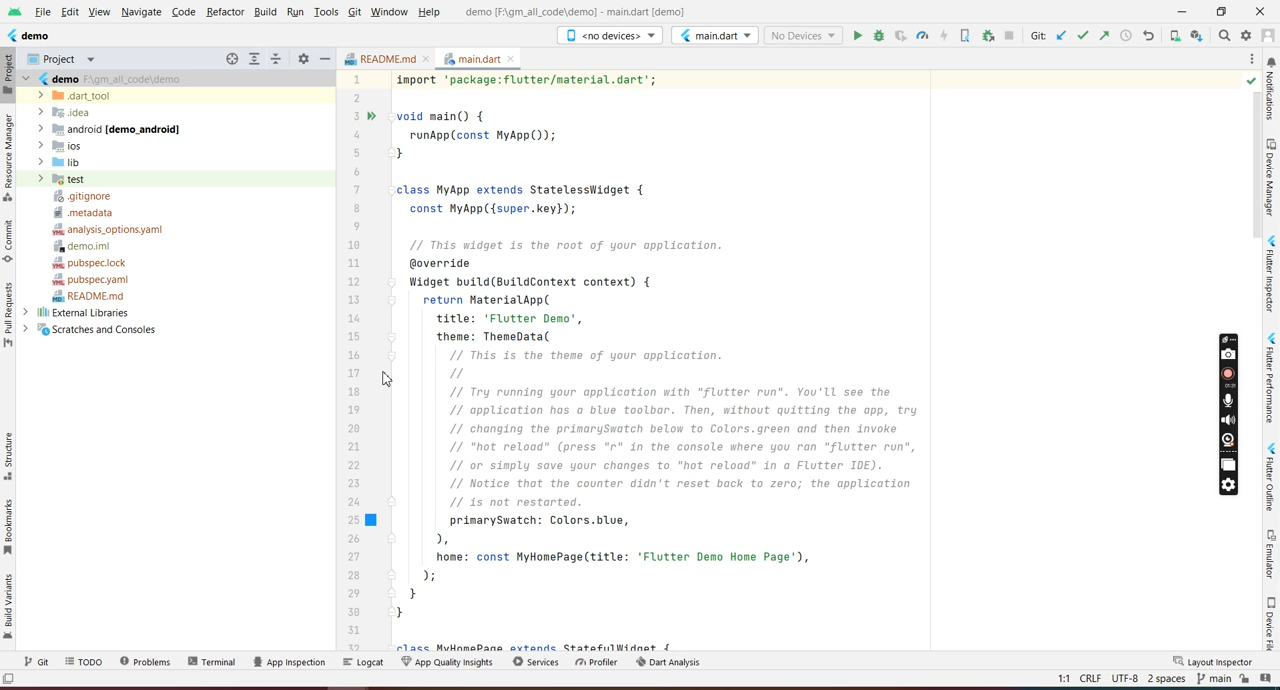 File Edit View Navigate Code Refactor Build Run Tools Git Window Help demo [F:\gm_all_code\demo] - main.dart [demo]
demo <no devices> main.dart No Devices Git:
Project README.md main.dart
demo F:\gm_all_code\demo
.dart_tool
.idea
android [demo_android]
ios
lib
test
.gitignore
.metadata
analysis_options.yaml
demo.iml
pubspec.lock
pubspec.yaml
README.md
External Libraries
Scratches and Consoles
Project
Resource Manager
Commit
Pull Requests
Structure
Bookmarks
Build Variants
1 import 'package:flutter/material.dart';
2
3 void main() {
4 runApp(const MyApp());
5 }
6
7 class MyApp extends StatelessWidget {
8 const MyApp({super.key});
9
10 // This widget is the root of your application.
11 @override
12 Widget build(BuildContext context) {
13 return MaterialApp(
14 title: 'Flutter Demo',
15 theme: ThemeData(
16 // This is the theme of your application.
17 //
18 // Try running your application with "flutter run". You'll see the
19 // application has a blue toolbar. Then, without quitting the app, try
20 // changing the primarySwatch below to Colors.green and then invoke
21 // "hot reload" (press "r" in the console where you ran "flutter run",
22 // or simply save your changes to "hot reload" in a Flutter IDE).
23 // Notice that the counter didn't reset back to zero; the application
24 // is not restarted.
25 primarySwatch: Colors.blue,
26 ),
27 home: const MyHomePage(title: 'Flutter Demo Home Page'),
28 );
29 }
30 }
31
32 class MyHomePage extends StatefulWidget {
Notifications
Device Manager
Flutter Inspector
Flutter Performance
Flutter Outline
Emulator
Git TODO Problems Terminal App Inspection Logcat App Quality Insights Services Profiler Dart Analysis Layout Inspector
1:1 CRLF UTF-8 2 spaces main